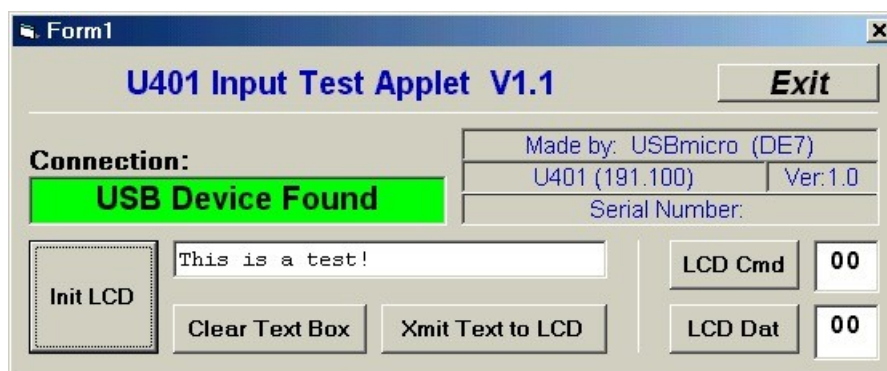 Form1
U401 Input Test Applet V1.1
Exit
Connection:
USB Device Found
Made by: USBmicro (DE7)
U401 (191.100) Ver:1.0
Serial Number:
Init LCD
This is a test!
Clear Text Box
Xmit Text to LCD
LCD Cmd 00
LCD Dat 00